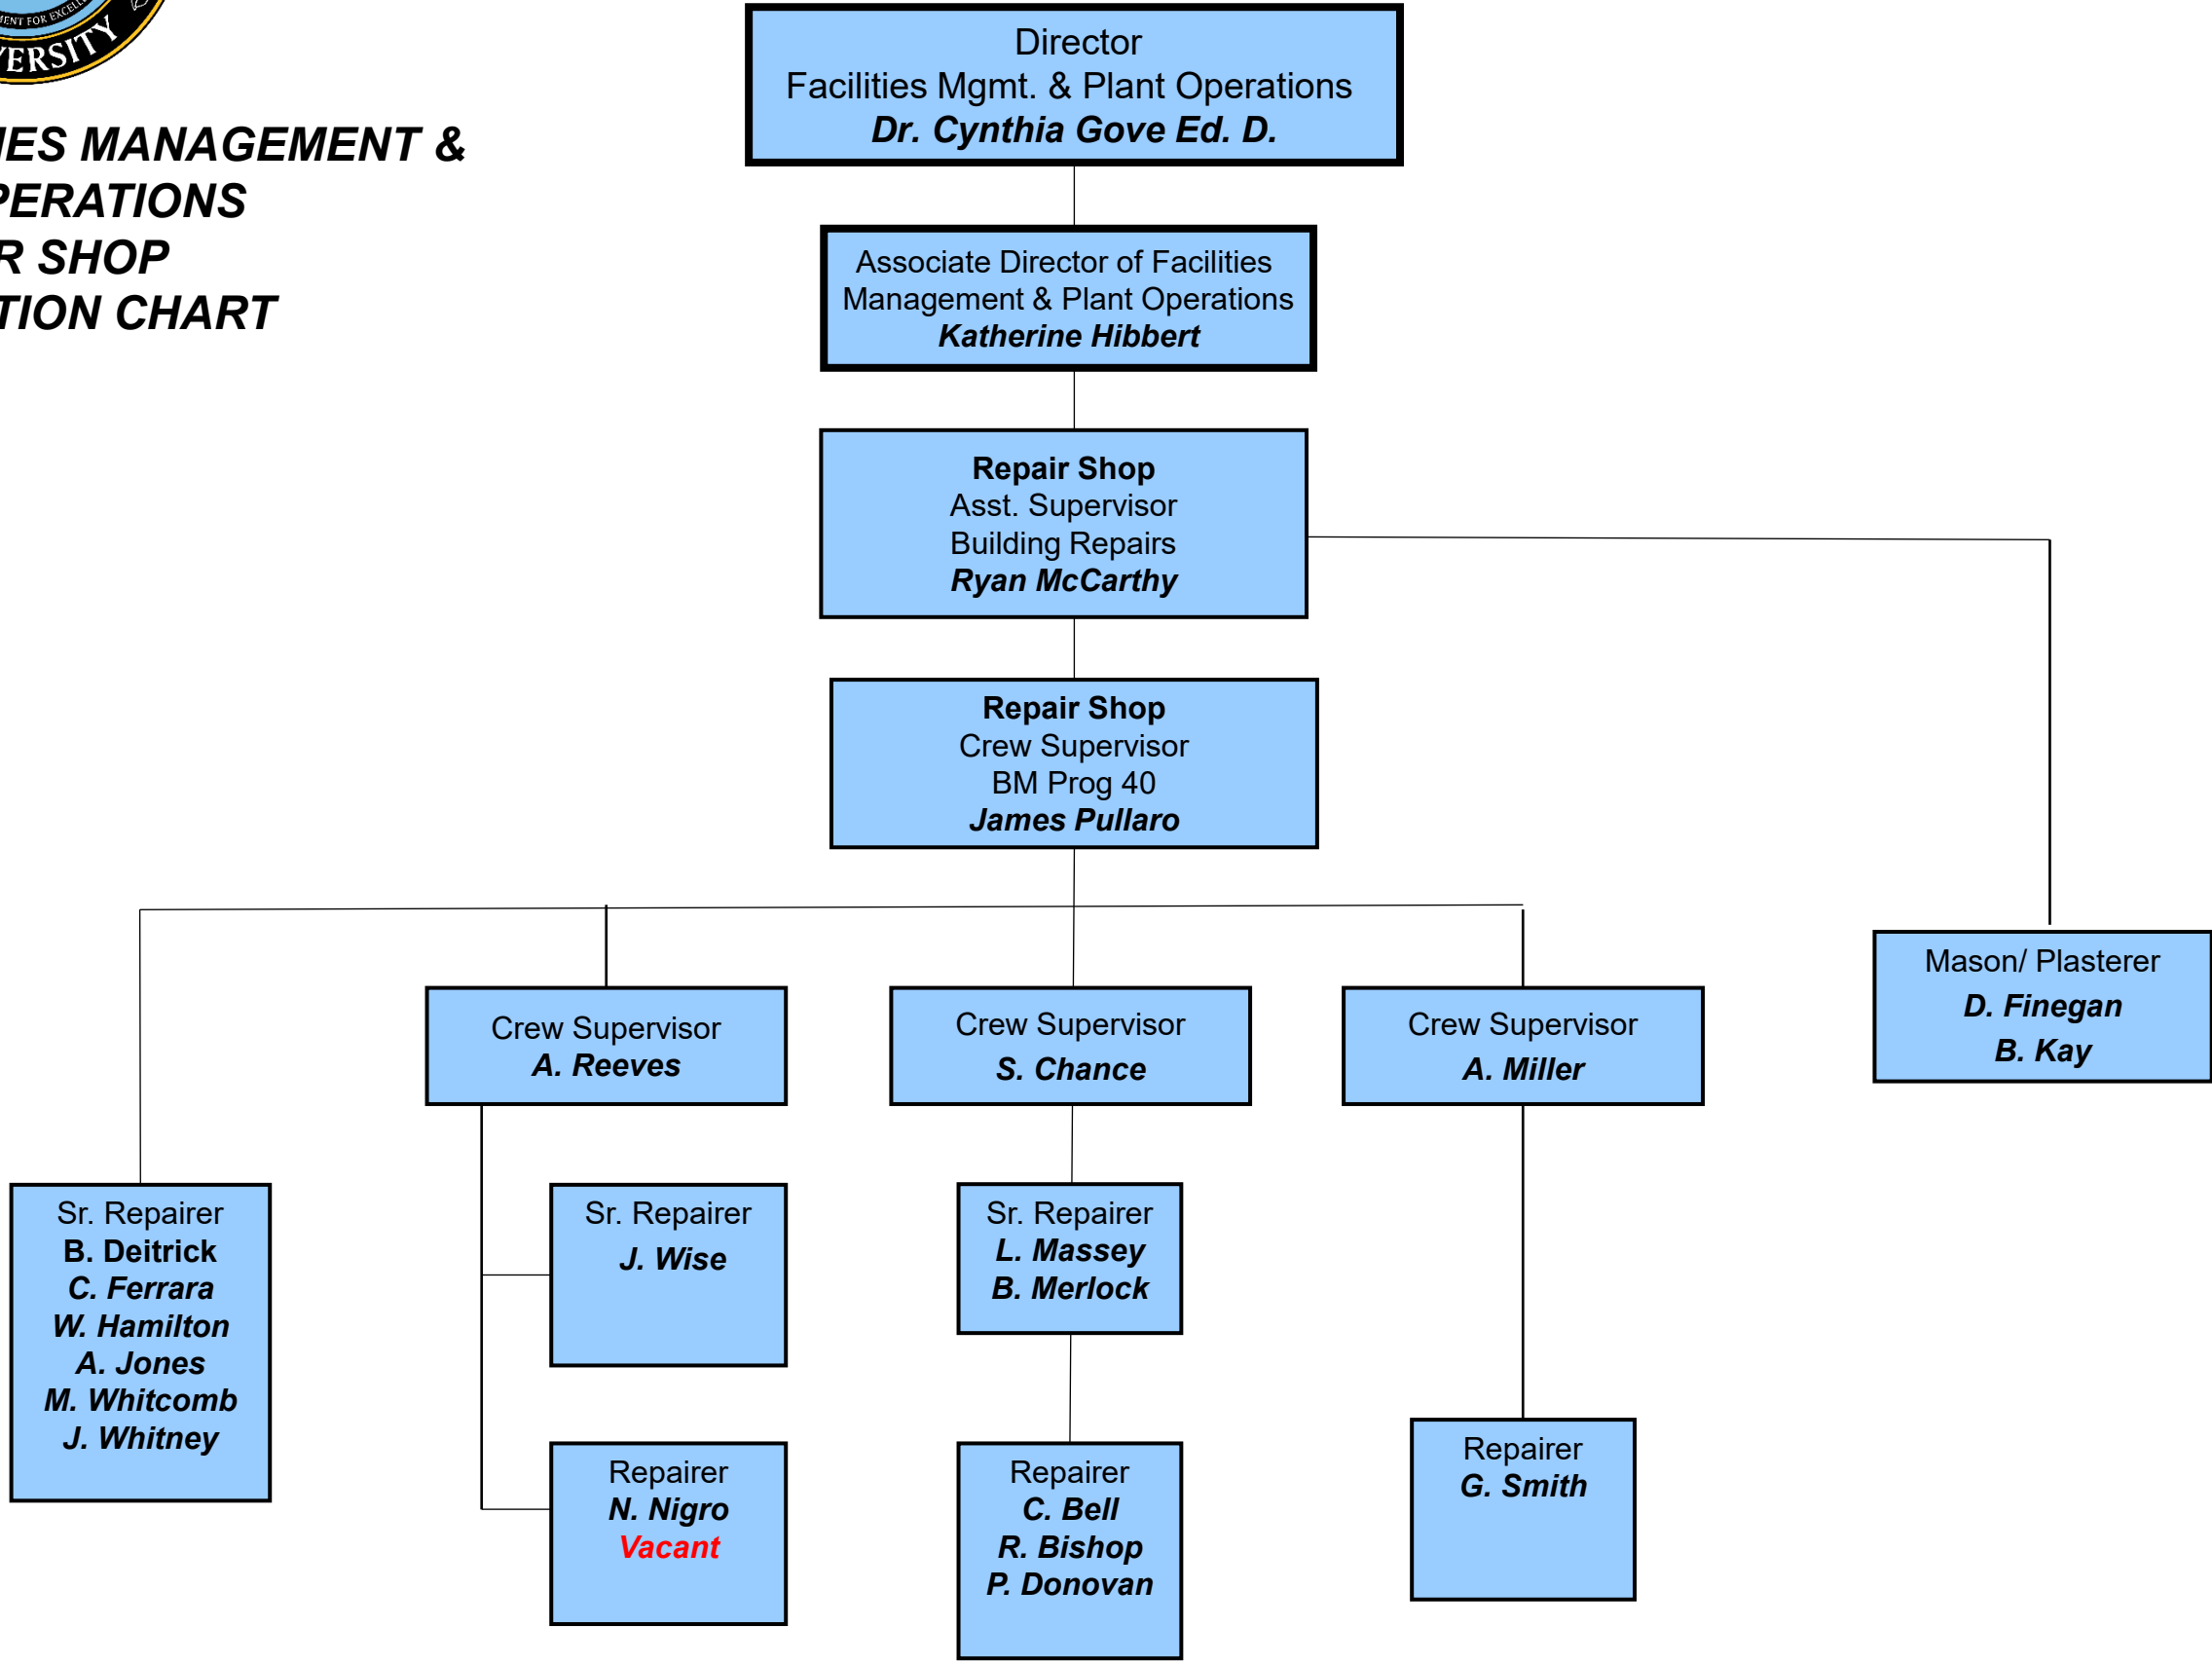 MENT FOR EXCELL
VERSITY
IES MANAGEMENT &
PERATIONS
R SHOP
TION CHART
Director
Facilities Mgmt. & Plant Operations
Dr. Cynthia Gove Ed. D.
Associate Director of Facilities
Management & Plant Operations
Katherine Hibbert
Repair Shop
Asst. Supervisor
Building Repairs
Ryan McCarthy
Repair Shop
Crew Supervisor
BM Prog 40
James Pullaro
Mason/ Plasterer
D. Finegan
B. Kay
Crew Supervisor
A. Reeves
Crew Supervisor
S. Chance
Crew Supervisor
A. Miller
Sr. Repairer
B. Deitrick
C. Ferrara
W. Hamilton
A. Jones
M. Whitcomb
J. Whitney
Sr. Repairer
J. Wise
Sr. Repairer
L. Massey
B. Merlock
Repairer
N. Nigro
Vacant
Repairer
C. Bell
R. Bishop
P. Donovan
Repairer
G. Smith